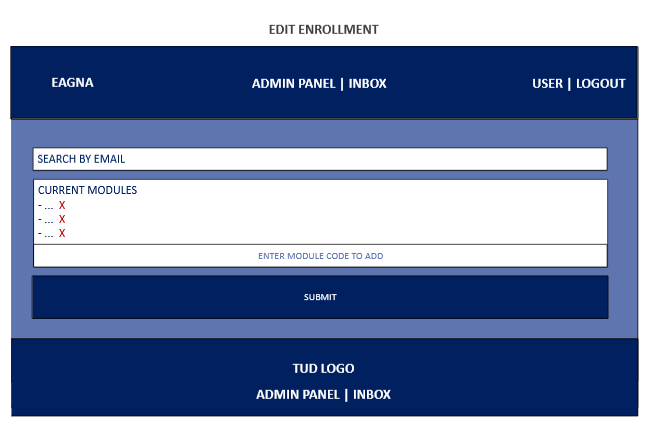 EDIT ENROLLMENT
EAGNA
ADMIN PANEL | INBOX
USER | LOGOUT
SEARCH BY EMAIL
CURRENT MODULES
- ... X
- ... X
- ... X
ENTER MODULE CODE TO ADD
SUBMIT
TUD LOGO
ADMIN PANEL | INBOX